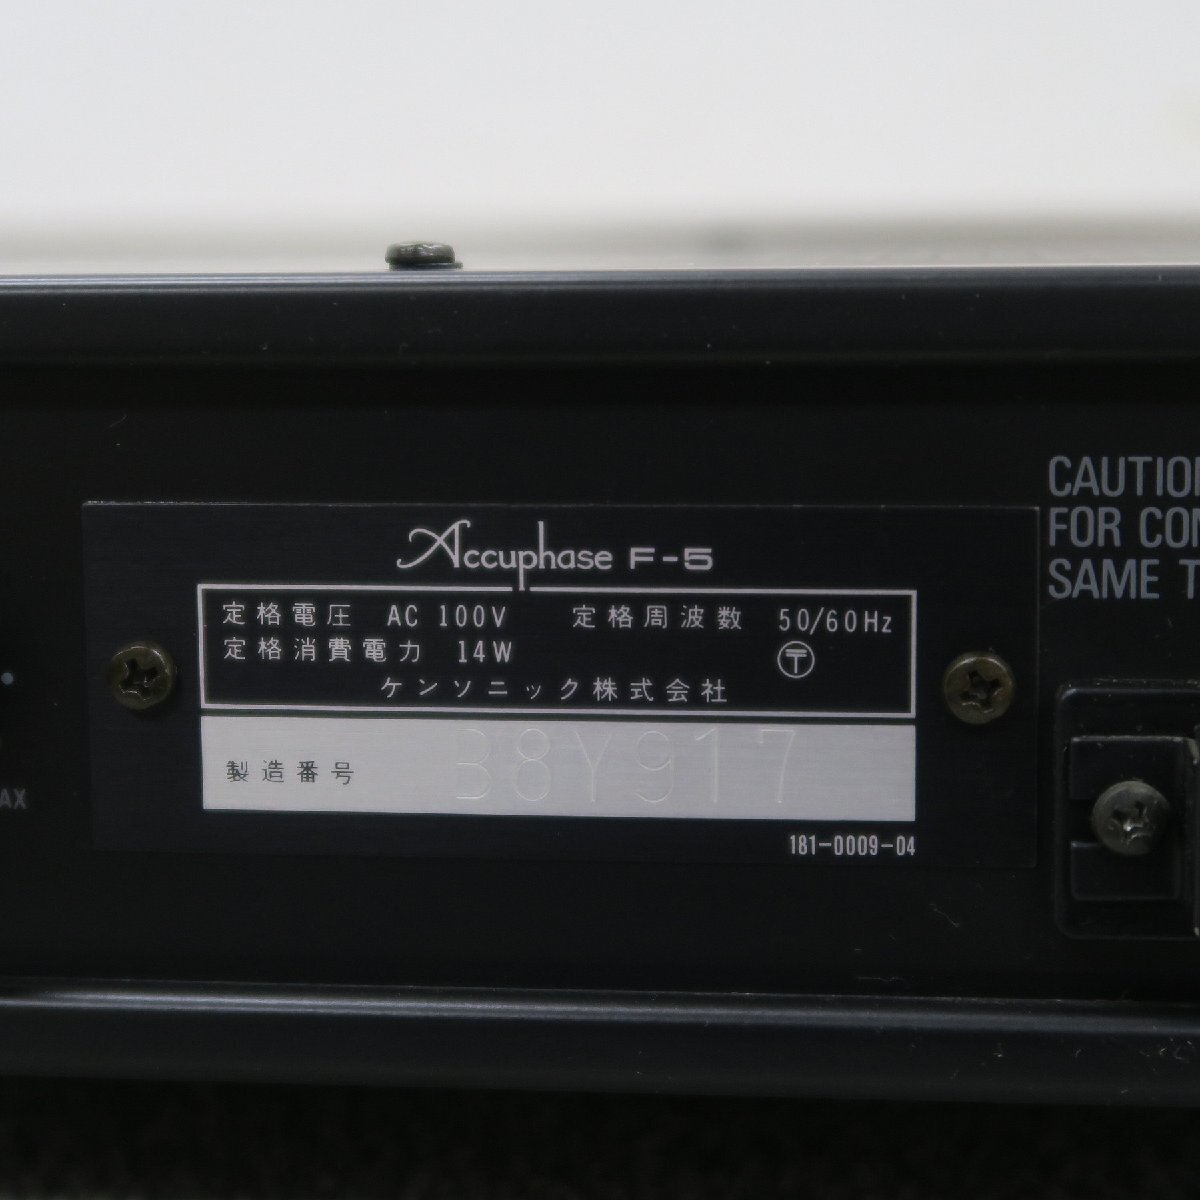 Accuphase F-5
定格電圧 AC 100V 定格周波数 50/60Hz
定格消費電力 14W 〒
ケンソニック株式会社
製造番号 B8Y917
181-0009-04
CAUTION
FOR CON
SAME T
AX